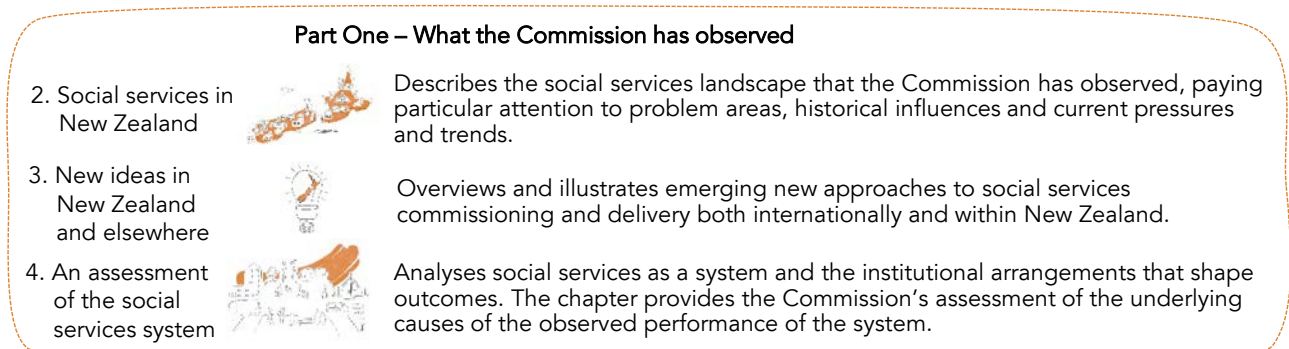 Part One – What the Commission has observed
2. Social services in
New Zealand
Describes the social services landscape that the Commission has observed, paying
particular attention to problem areas, historical influences and current pressures
and trends.
3. New ideas in
New Zealand
and elsewhere
Overviews and illustrates emerging new approaches to social services
commissioning and delivery both internationally and within New Zealand.
4. An assessment
of the social
services system
Analyses social services as a system and the institutional arrangements that shape
outcomes. The chapter provides the Commission's assessment of the underlying
causes of the observed performance of the system.